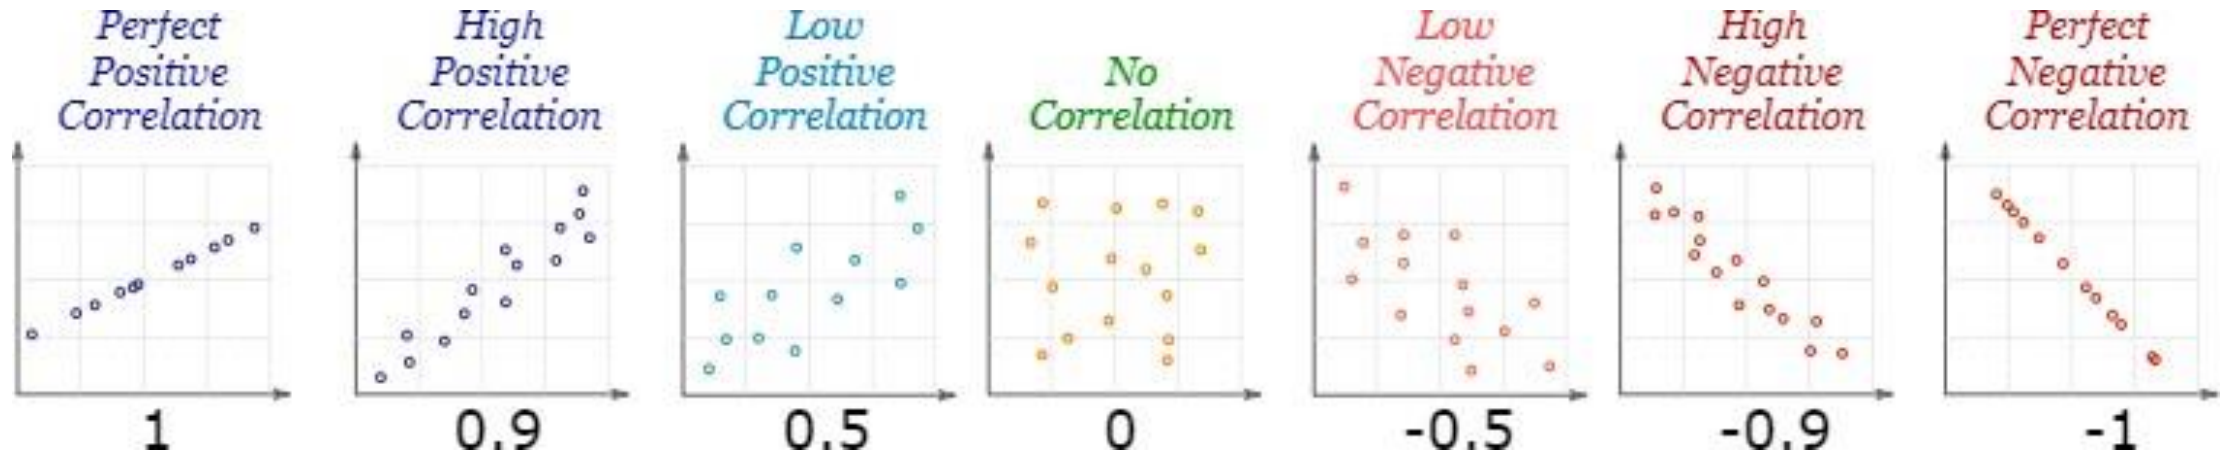 Perfect
Positive
Correlation
High
Positive
Correlation
Low
Positive
Correlation
No
Correlation
Low
Negative
Correlation
High
Negative
Correlation
Perfect
Negative
Correlation
1
0.9
0.5
0
-0.5
-0.9
-1